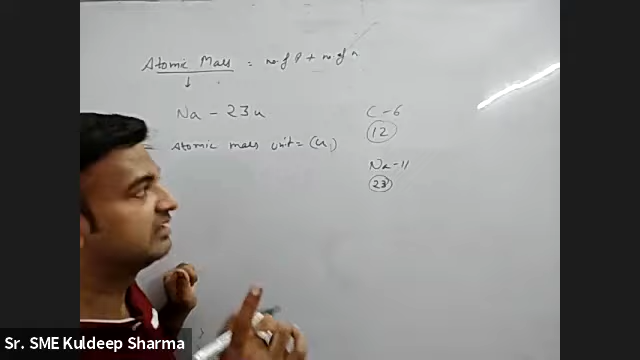 Atomic Mass = no. of P + no. of n
↓
Na - 23u
C - 6
12
= Atomic mass unit = (u)
Na - 11
23
Sr. SME Kuldeep Sharma